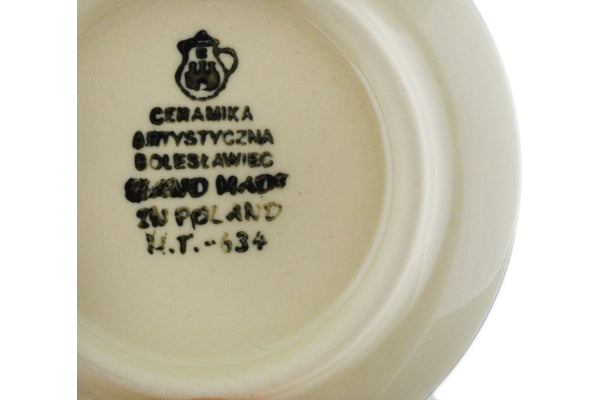 CERAMIKA
ARTYSTYCZNA
BOLESŁAWIEC
HAND MADE
IN POLAND
H.T.-634